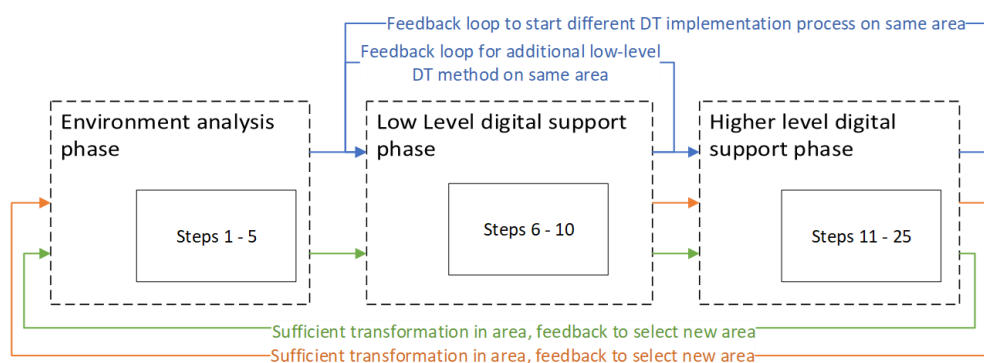 Feedback loop to start different DT implementation process on same area
Feedback loop for additional low-level
DT method on same area
Environment analysis
phase
Low Level digital support
phase
Higher level digital
support phase
Steps 1 - 5
Steps 6 - 10
Steps 11 - 25
Sufficient transformation in area, feedback to select new area
Sufficient transformation in area, feedback to select new area